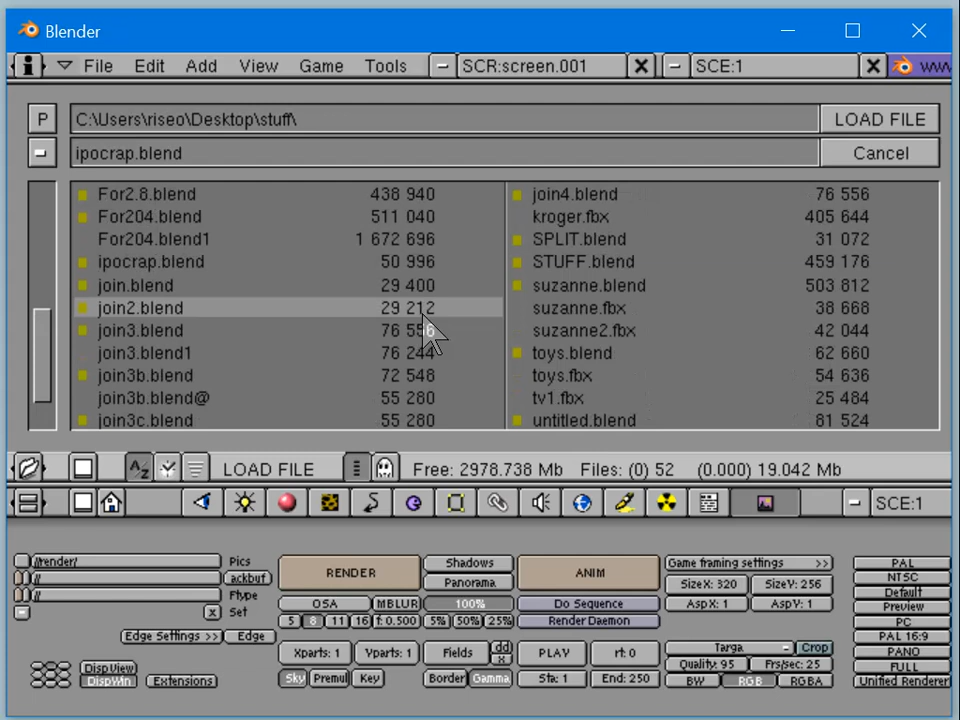 Blender
File Edit Add View Game Tools SCR:screen.001 X SCE:1 X
P C:\Users\riseo\Desktop\stuff\ LOAD FILE
ipocrap.blend Cancel
For2.8.blend 438 940 join4.blend 76 556
For204.blend 511 040 kroger.fbx 405 644
For204.blend1 1 672 696 SPLIT.blend 31 072
ipocrap.blend 50 996 STUFF.blend 459 176
join.blend 29 400 suzanne.blend 503 812
join2.blend 29 212 suzanne.fbx 38 668
join3.blend 76 556 suzanne2.fbx 42 044
join3.blend1 76 244 toys.blend 62 660
join3b.blend 72 548 toys.fbx 54 636
join3b.blend@ 55 280 tv1.fbx 25 484
join3c.blend 55 280 untitled.blend 81 524
LOAD FILE Free: 2978.738 Mb Files: (0) 52 (0.000) 19.042 Mb
SCE:1
//render/ Pics RENDER Shadows ANIM Game framing settings >> PAL
// ackbuf Panorama SizeX: 320 SizeY: 256 NTSC
// Ftype OSA MBLUR 100% Do Sequence AspX: 1 AspY: 1 Default
x Set 5 8 11 16 f: 0.500 5% 50% 25% Render Daemon Preview
PC
Edge Settings >> Edge PAL 16:9
Xparts: 1 Yparts: 1 Fields dd x PLAY rt: 0 Targa Crop PANO
DispView Quality: 95 Frs/sec: 25 FULL
DispWin Extensions Sky Premul Key Border Gamma Sta: 1 End: 250 BW RGB RGBA Unified Renderer